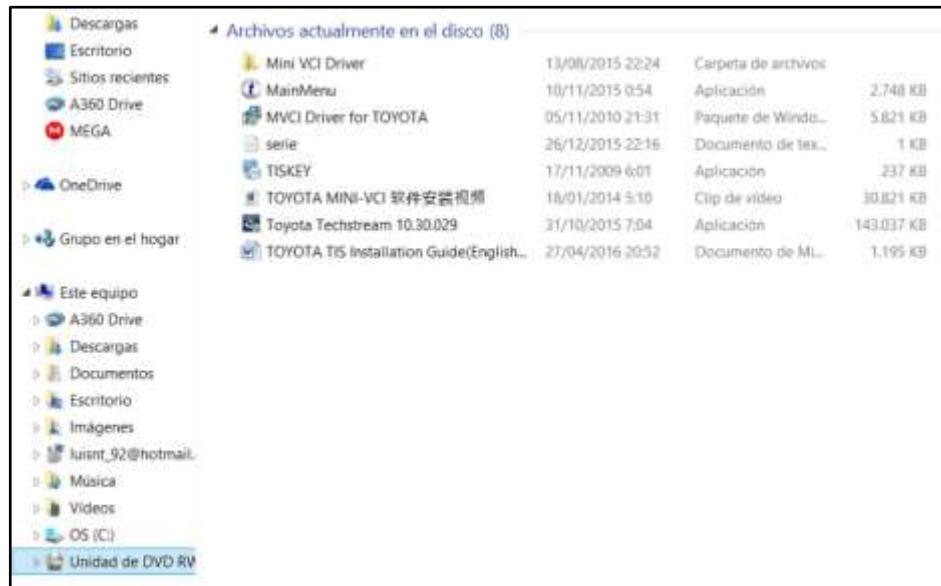 Descargas
Escritorio
Sitios recientes
A360 Drive
MEGA
OneDrive
Grupo en el hogar
Este equipo
A360 Drive
Descargas
Documentos
Escritorio
Imágenes
luisnt_92@hotmail.
Música
Vídeos
OS (C:)
Unidad de DVD RW
Archivos actualmente en el disco (8)
Mini VCI Driver 13/08/2015 22:24 Carpeta de archivos
MainMenu 10/11/2015 0:54 Aplicación 2.748 KB
MVCI Driver for TOYOTA 05/11/2010 21:31 Paquete de Windo... 5.821 KB
serie 26/12/2015 22:16 Documento de tex... 1 KB
TISKEY 17/11/2009 6:01 Aplicación 237 KB
TOYOTA MINI-VCI 软件安装视频 18/01/2014 5:10 Clip de vídeo 30.821 KB
Toyota Techstream 10.30.029 31/10/2015 7:04 Aplicación 143.037 KB
TOYOTA TIS Installation Guide(English... 27/04/2016 20:52 Documento de Mi... 1.195 KB